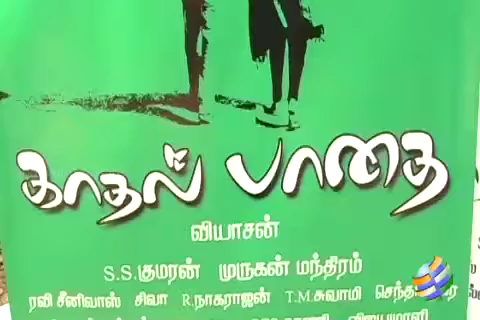 காதல் பாதை
வியாசன்
S.S.குமரன் முருகன் மந்திரம்
ரவி சீனிவாஸ் சிவா R.நாகராஜன் T.M.சுவாமி